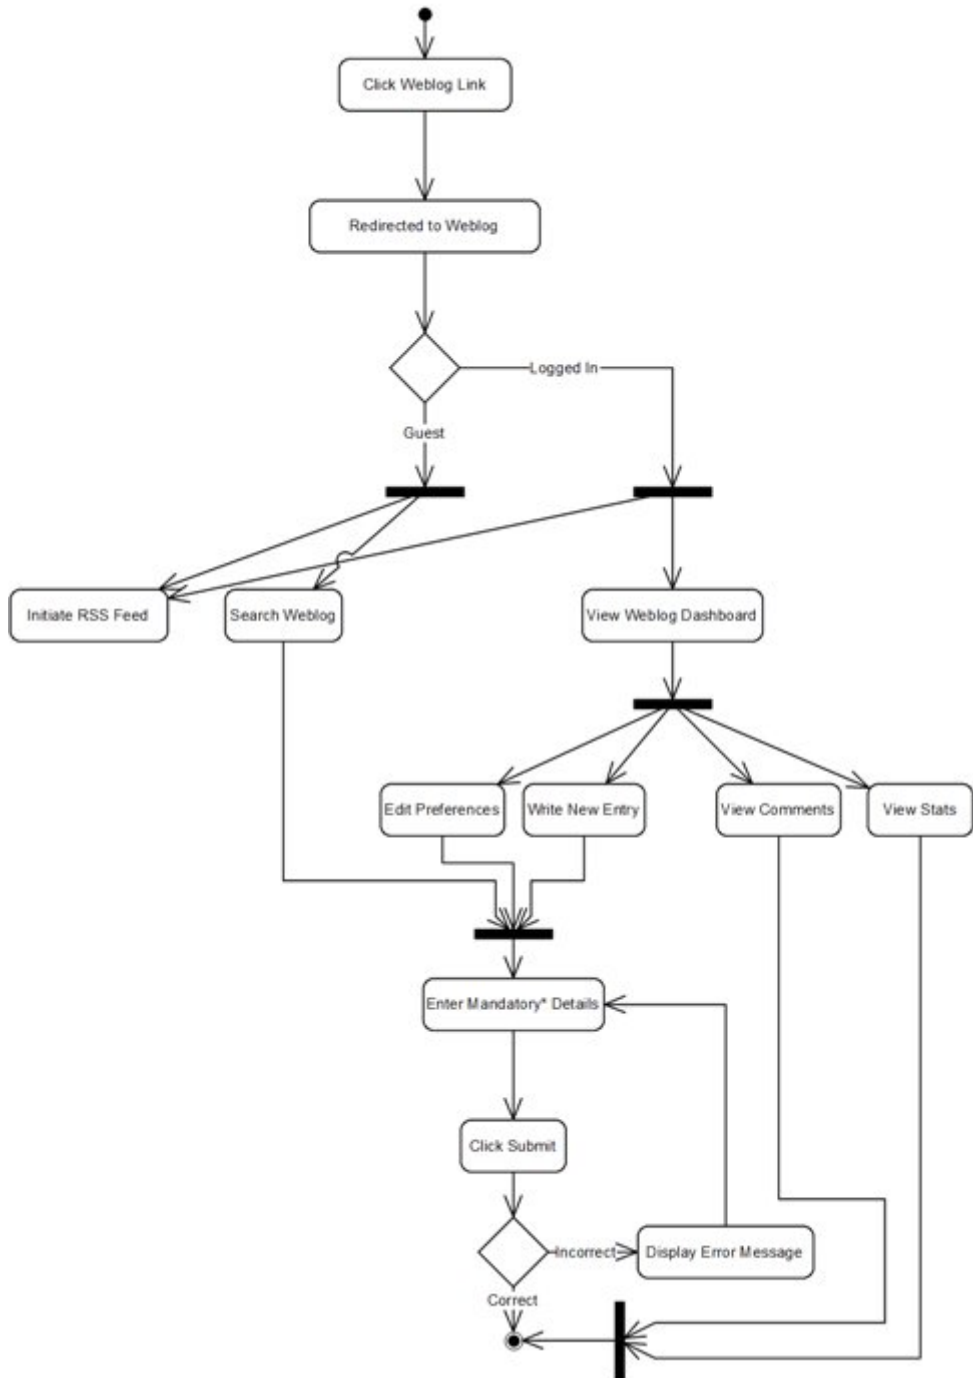 Click Weblog Link
Redirected to Weblog
Logged In
Guest
Initiate RSS Feed
Search Weblog
View Weblog Dashboard
Edit Preferences
Write New Entry
View Comments
View Stats
Enter Mandatory* Details
Click Submit
Incorrect
Display Error Message
Correct